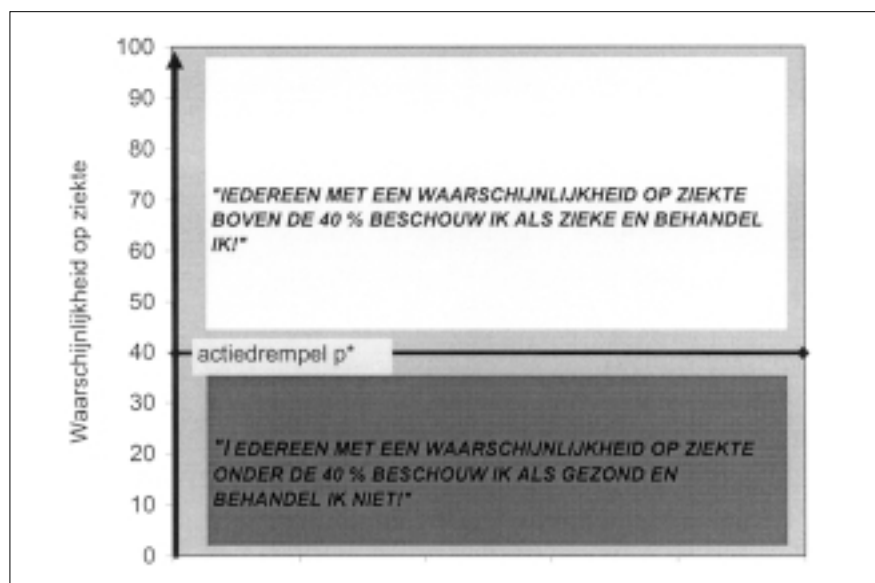 Waarschijnlijkheid op ziekte
100
90
80
70
60
50
40
30
20
10
0
"IEDEREEN MET EEN WAARSCHIJNLIJKHEID OP ZIEKTE
BOVEN DE 40 % BESCHOUW IK ALS ZIEKE EN BEHANDEL
IK!"
actiedrempel p*
"I EDEREEN MET EEN WAARSCHIJNLIJKHEID OP ZIEKTE
ONDER DE 40 % BESCHOUW IK ALS GEZOND EN
BEHANDEL IK NIET!"